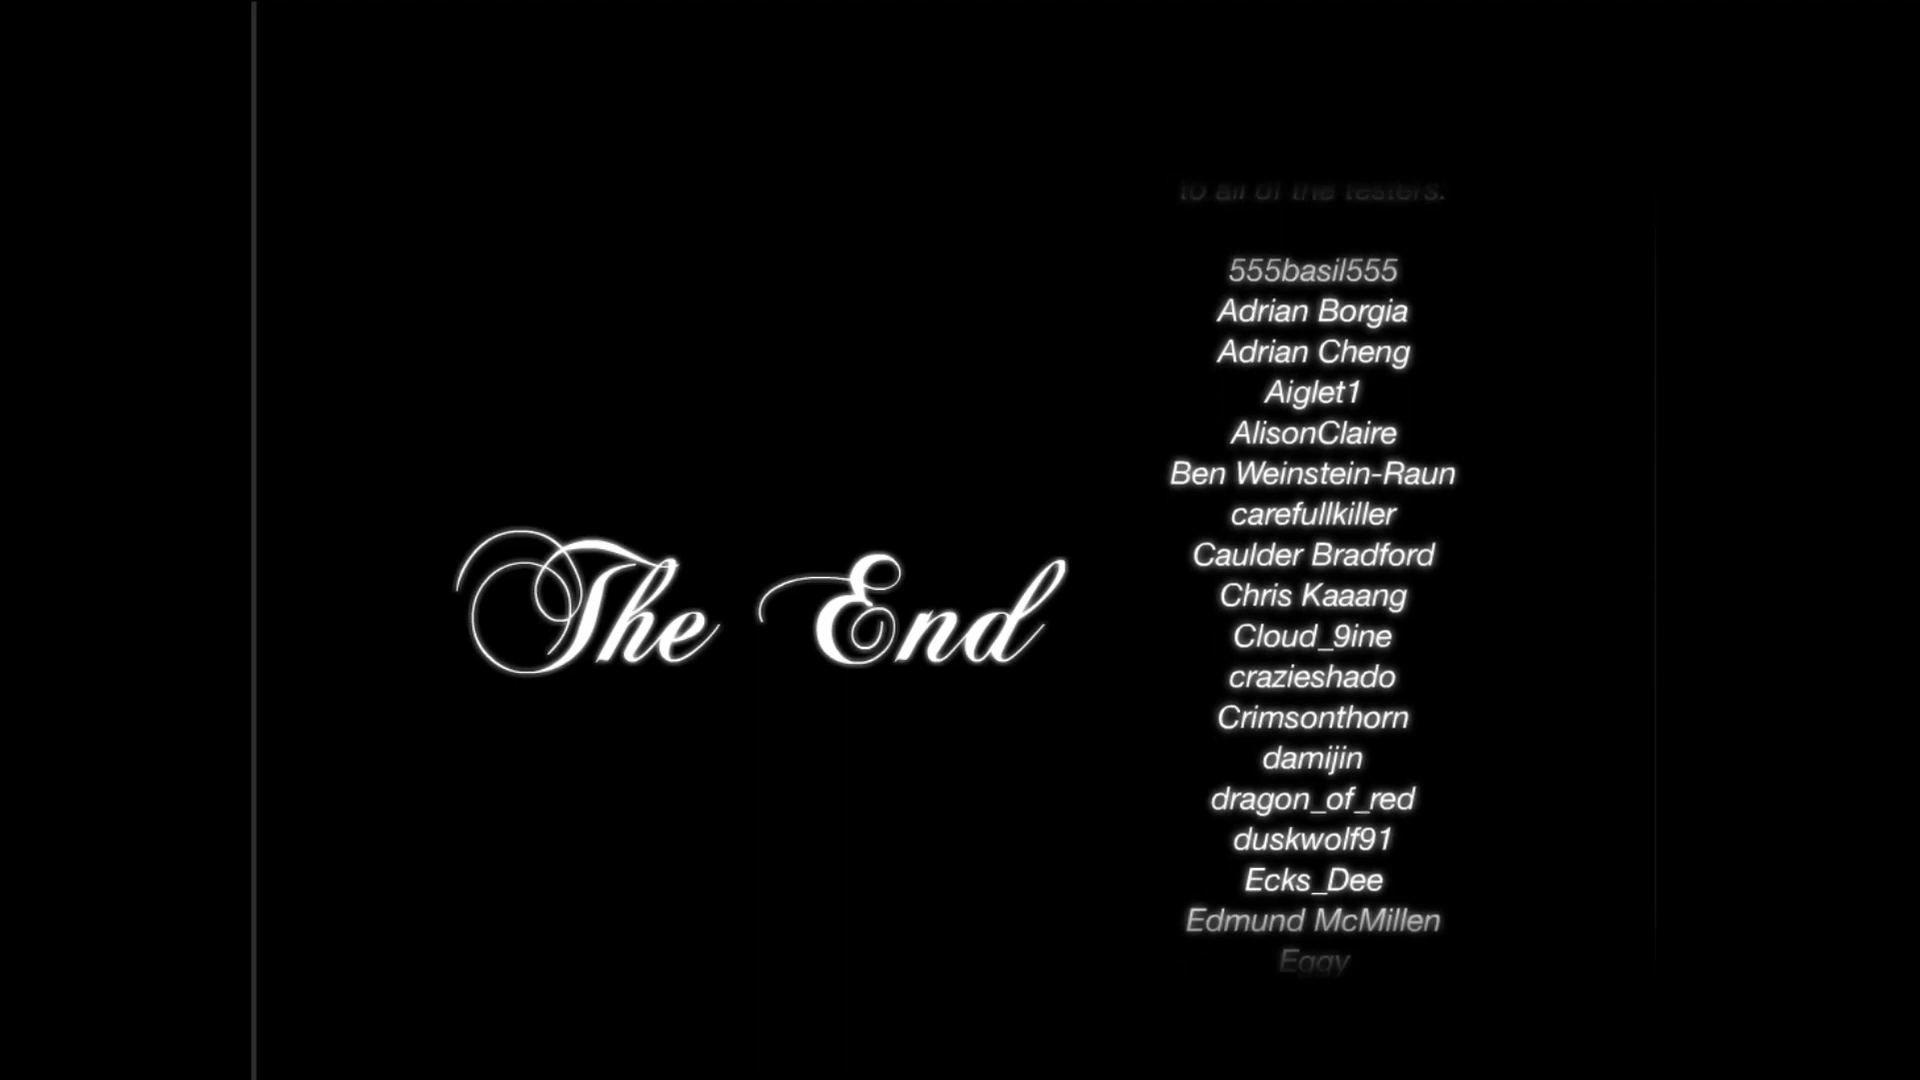 The End
to all of the testers.
555basil555
Adrian Borgia
Adrian Cheng
Aiglet1
AlisonClaire
Ben Weinstein-Raun
carefullkiller
Caulder Bradford
Chris Kaaang
Cloud_9ine
crazieshado
Crimsonthorn
damijin
dragon_of_red
duskwolf91
Ecks_Dee
Edmund McMillen
Eggy